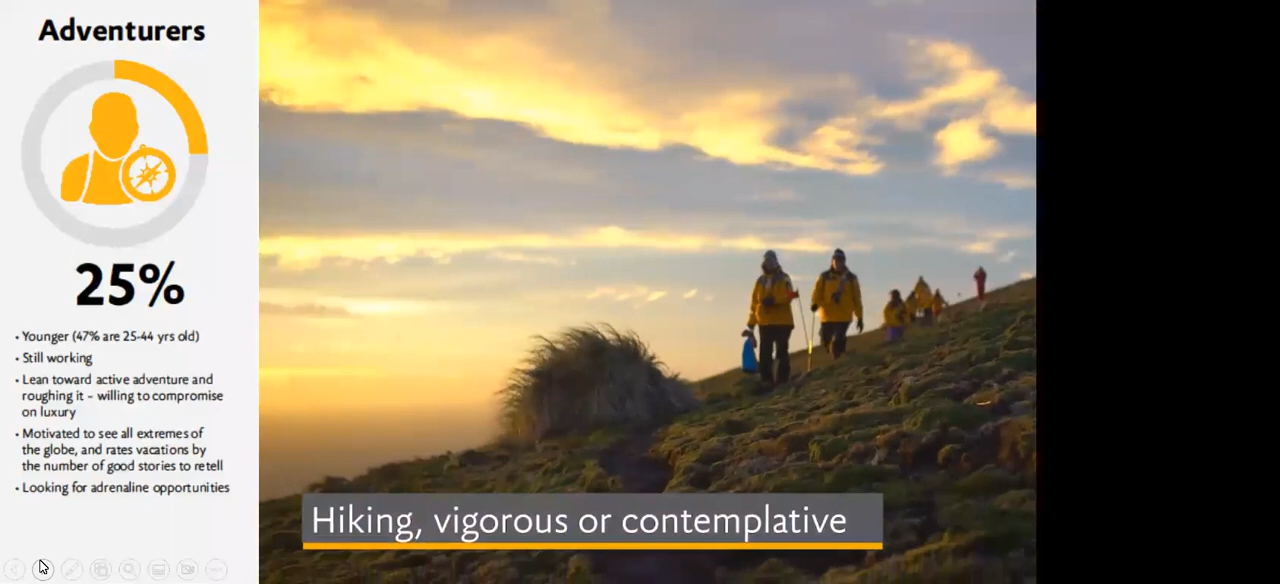 Adventurers
25%
• Younger (47% are 25-44 yrs old)
• Still working
• Lean toward active adventure and
roughing it – willing to compromise
on luxury
• Motivated to see all extremes of
the globe, and rates vacations by
the number of good stories to retell
• Looking for adrenaline opportunities
Hiking, vigorous or contemplative